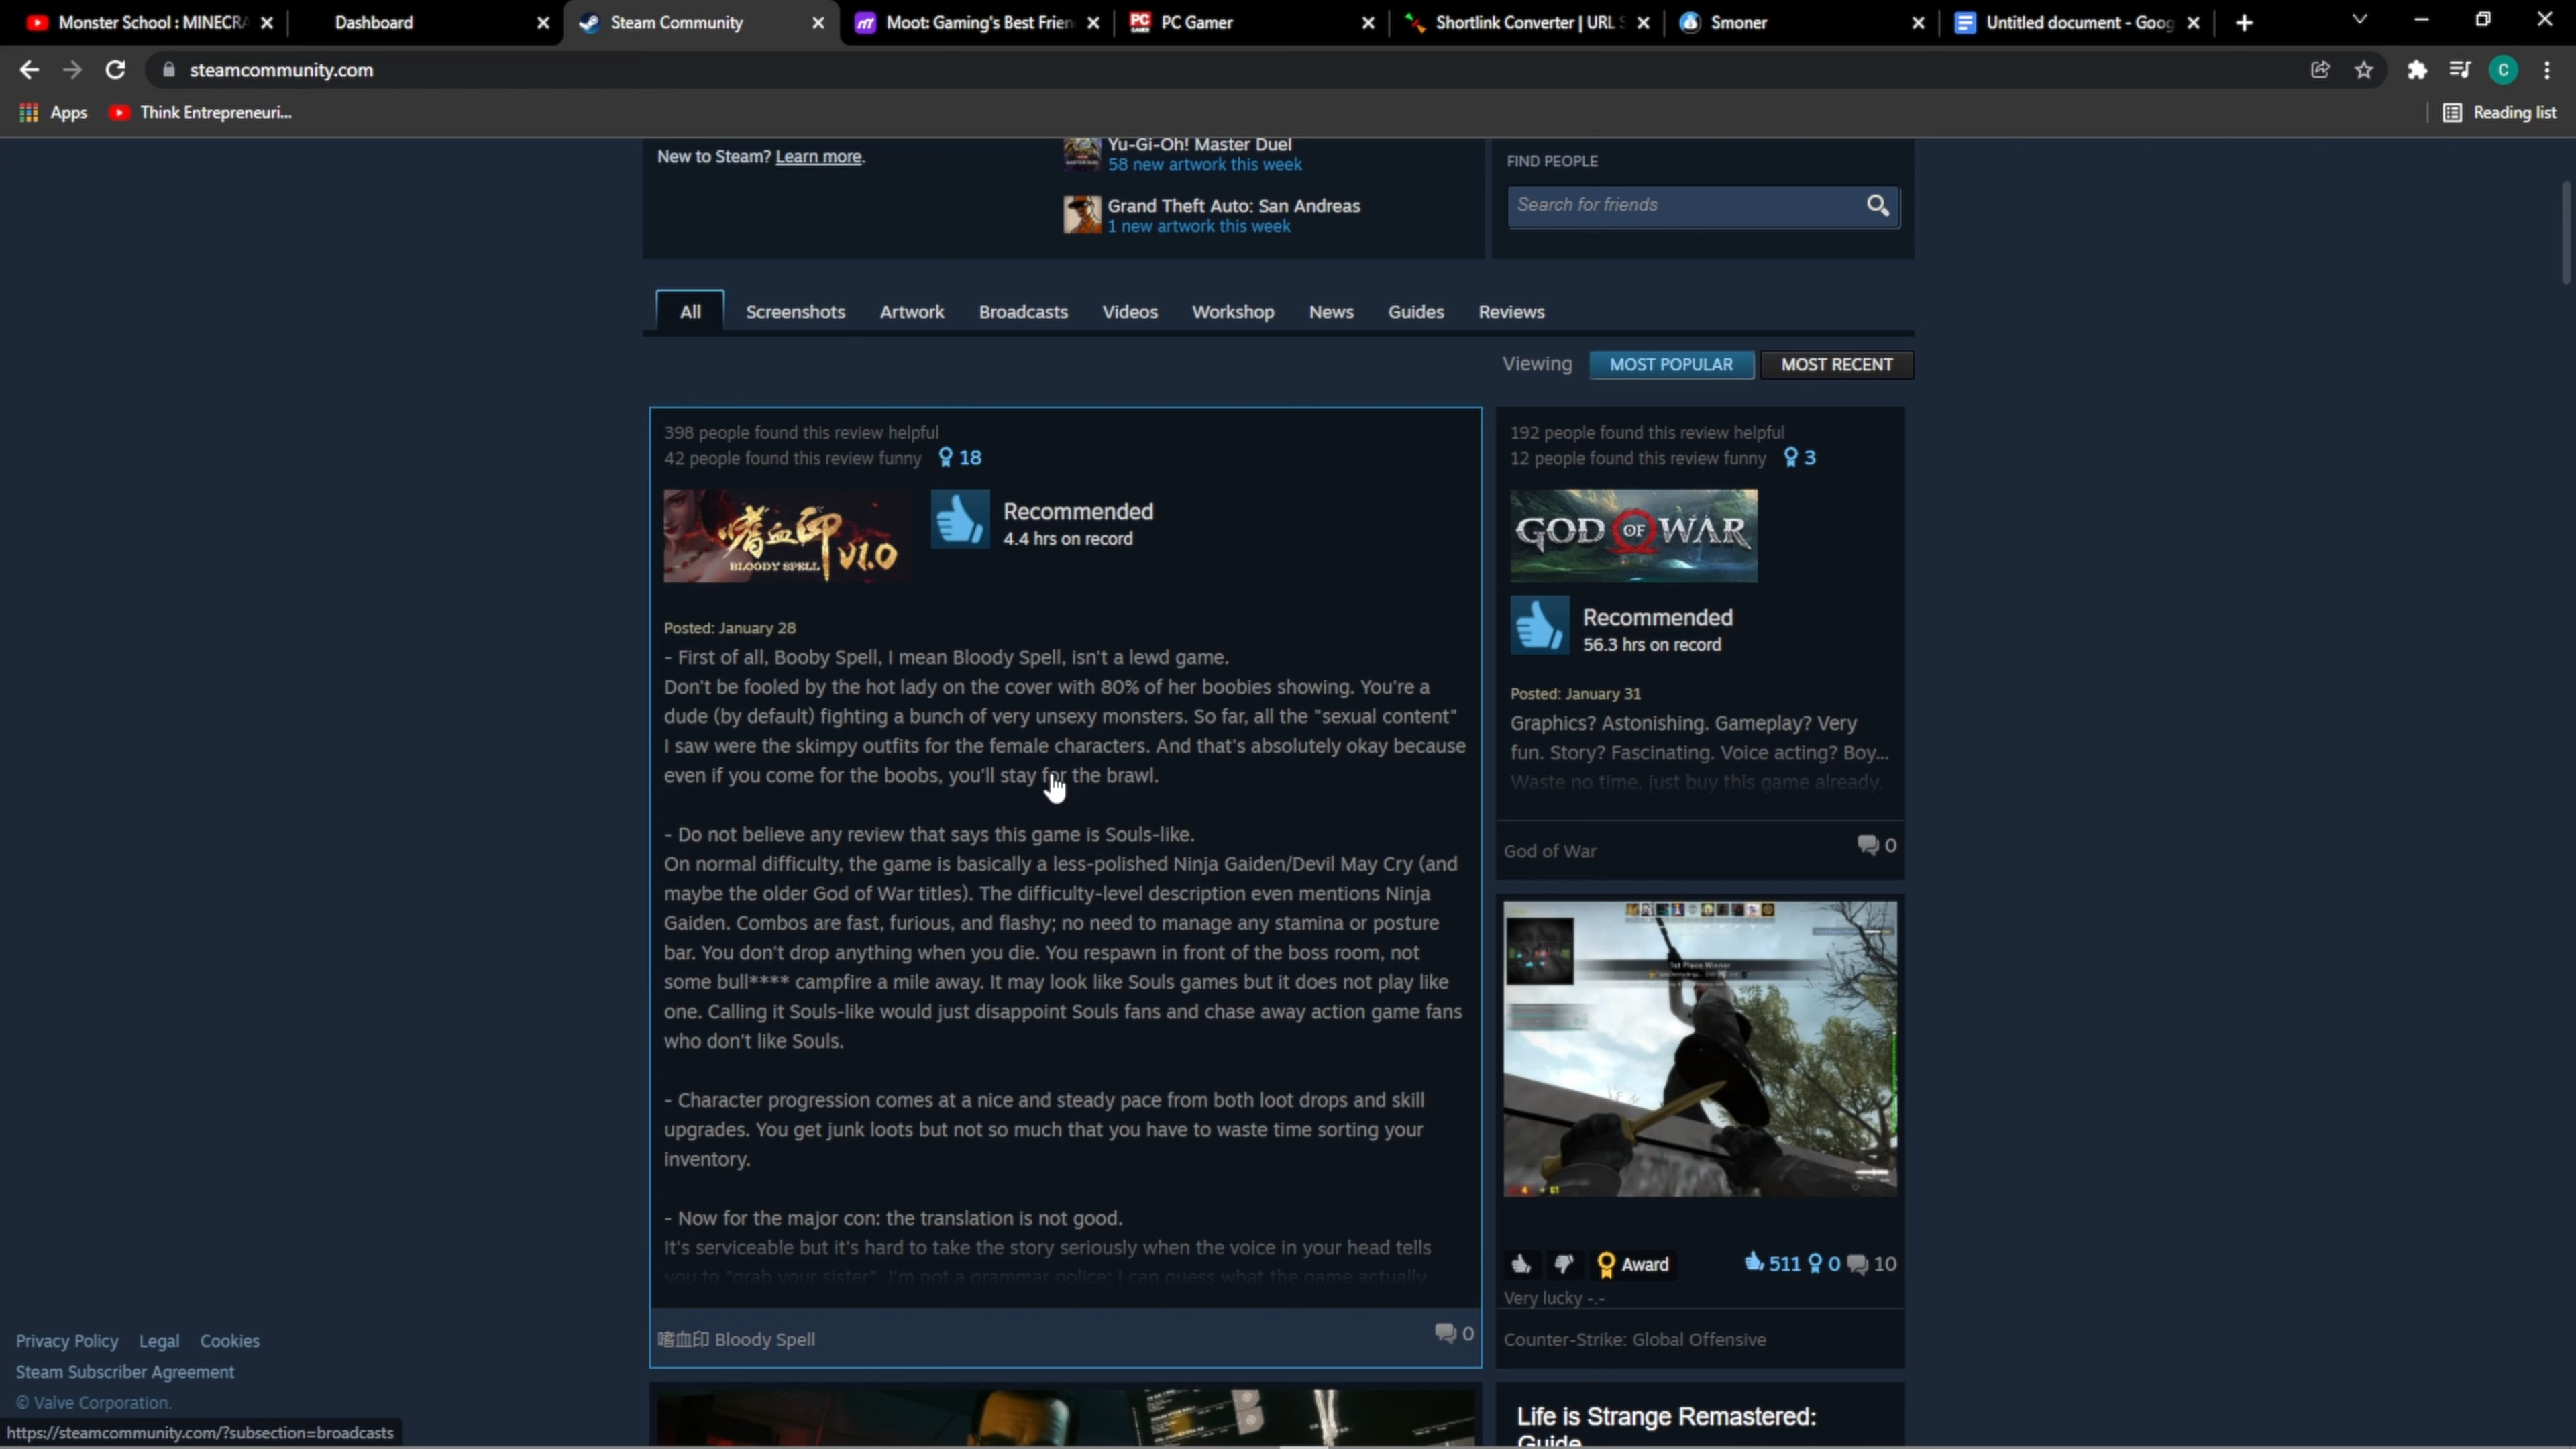 Monster School : MINECRA
Dashboard
Steam Community
Moot: Gaming's Best Frien
PC Gamer
Shortlink Converter | URL S
Smoner
Untitled document - Goog
steamcommunity.com
C
Apps
Think Entrepreneuri...
Reading list
New to Steam? Learn more.
Yu-Gi-Oh! Master Duel
58 new artwork this week
Grand Theft Auto: San Andreas
1 new artwork this week
FIND PEOPLE
Search for friends
All Screenshots Artwork Broadcasts Videos Workshop News Guides Reviews
Viewing MOST POPULAR MOST RECENT
398 people found this review helpful
42 people found this review funny 18
嗜血印 V1.0
BLOODY SPELL
Recommended
4.4 hrs on record
Posted: January 28
- First of all, Booby Spell, I mean Bloody Spell, isn't a lewd game.
Don't be fooled by the hot lady on the cover with 80% of her boobies showing. You're a
dude (by default) fighting a bunch of very unsexy monsters. So far, all the "sexual content"
I saw were the skimpy outfits for the female characters. And that's absolutely okay because
even if you come for the boobs, you'll stay for the brawl.
- Do not believe any review that says this game is Souls-like.
On normal difficulty, the game is basically a less-polished Ninja Gaiden/Devil May Cry (and
maybe the older God of War titles). The difficulty-level description even mentions Ninja
Gaiden. Combos are fast, furious, and flashy; no need to manage any stamina or posture
bar. You don't drop anything when you die. You respawn in front of the boss room, not
some bull**** campfire a mile away. It may look like Souls games but it does not play like
one. Calling it Souls-like would just disappoint Souls fans and chase away action game fans
who don't like Souls.
- Character progression comes at a nice and steady pace from both loot drops and skill
upgrades. You get junk loots but not so much that you have to waste time sorting your
inventory.
- Now for the major con: the translation is not good.
It's serviceable but it's hard to take the story seriously when the voice in your head tells
you to "grab your sister". I'm not a grammar police; I can guess what the game actually
嗜血印 Bloody Spell
0
192 people found this review helpful
12 people found this review funny 3
GOD OF WAR
Recommended
56.3 hrs on record
Posted: January 31
Graphics? Astonishing. Gameplay? Very
fun. Story? Fascinating. Voice acting? Boy...
Waste no time, just buy this game already.
God of War
0
1st Place Winner
Award
511 0 10
Very lucky -.-
Counter-Strike: Global Offensive
Life is Strange Remastered:
Guide
Privacy Policy Legal Cookies
Steam Subscriber Agreement
© Valve Corporation.
https://steamcommunity.com/?subsection=broadcasts